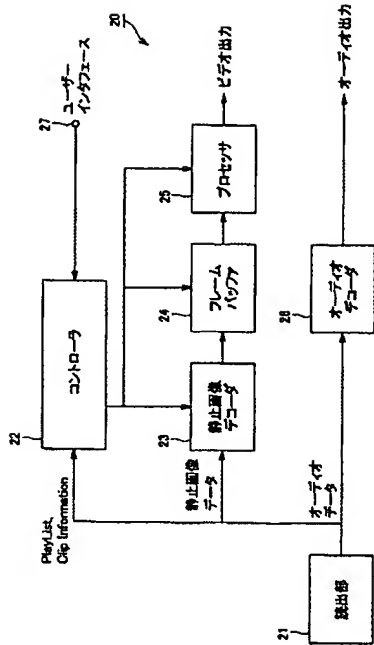 20
ユーザー
インタフェース
27
コントローラ
22
PlayList,
Clip Information
プロセッサ
25
ビデオ出力
フレーム
バッファ
24
静止画像
デコーダ
23
静止画像
データ
オーディオ
デコーダ
26
オーディオ出力
オーディオ
データ
読出部
21